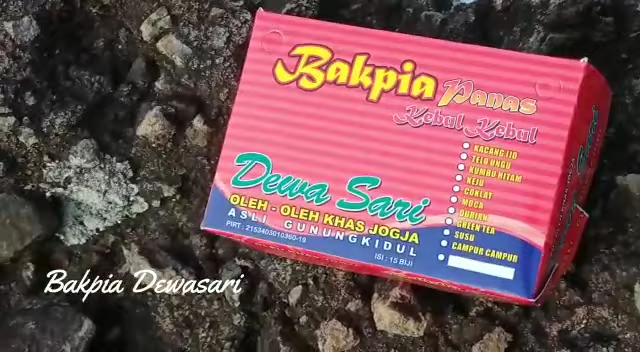 Bakpia Panas
Kebul Kebul
KACANG IJO
TELO UNGU
KUMBU HITAM
KEJU
COKLAT
MOCA
DURIAN
GREEN TEA
SUSU
CAMPUR CAMPUR
Dewa Sari
OLEH - OLEH KHAS JOGJA
ASLI GUNUNGKIDUL
PIRT : 2153403010360-19
ISI : 15 BIJI
Bakpia Dewasari